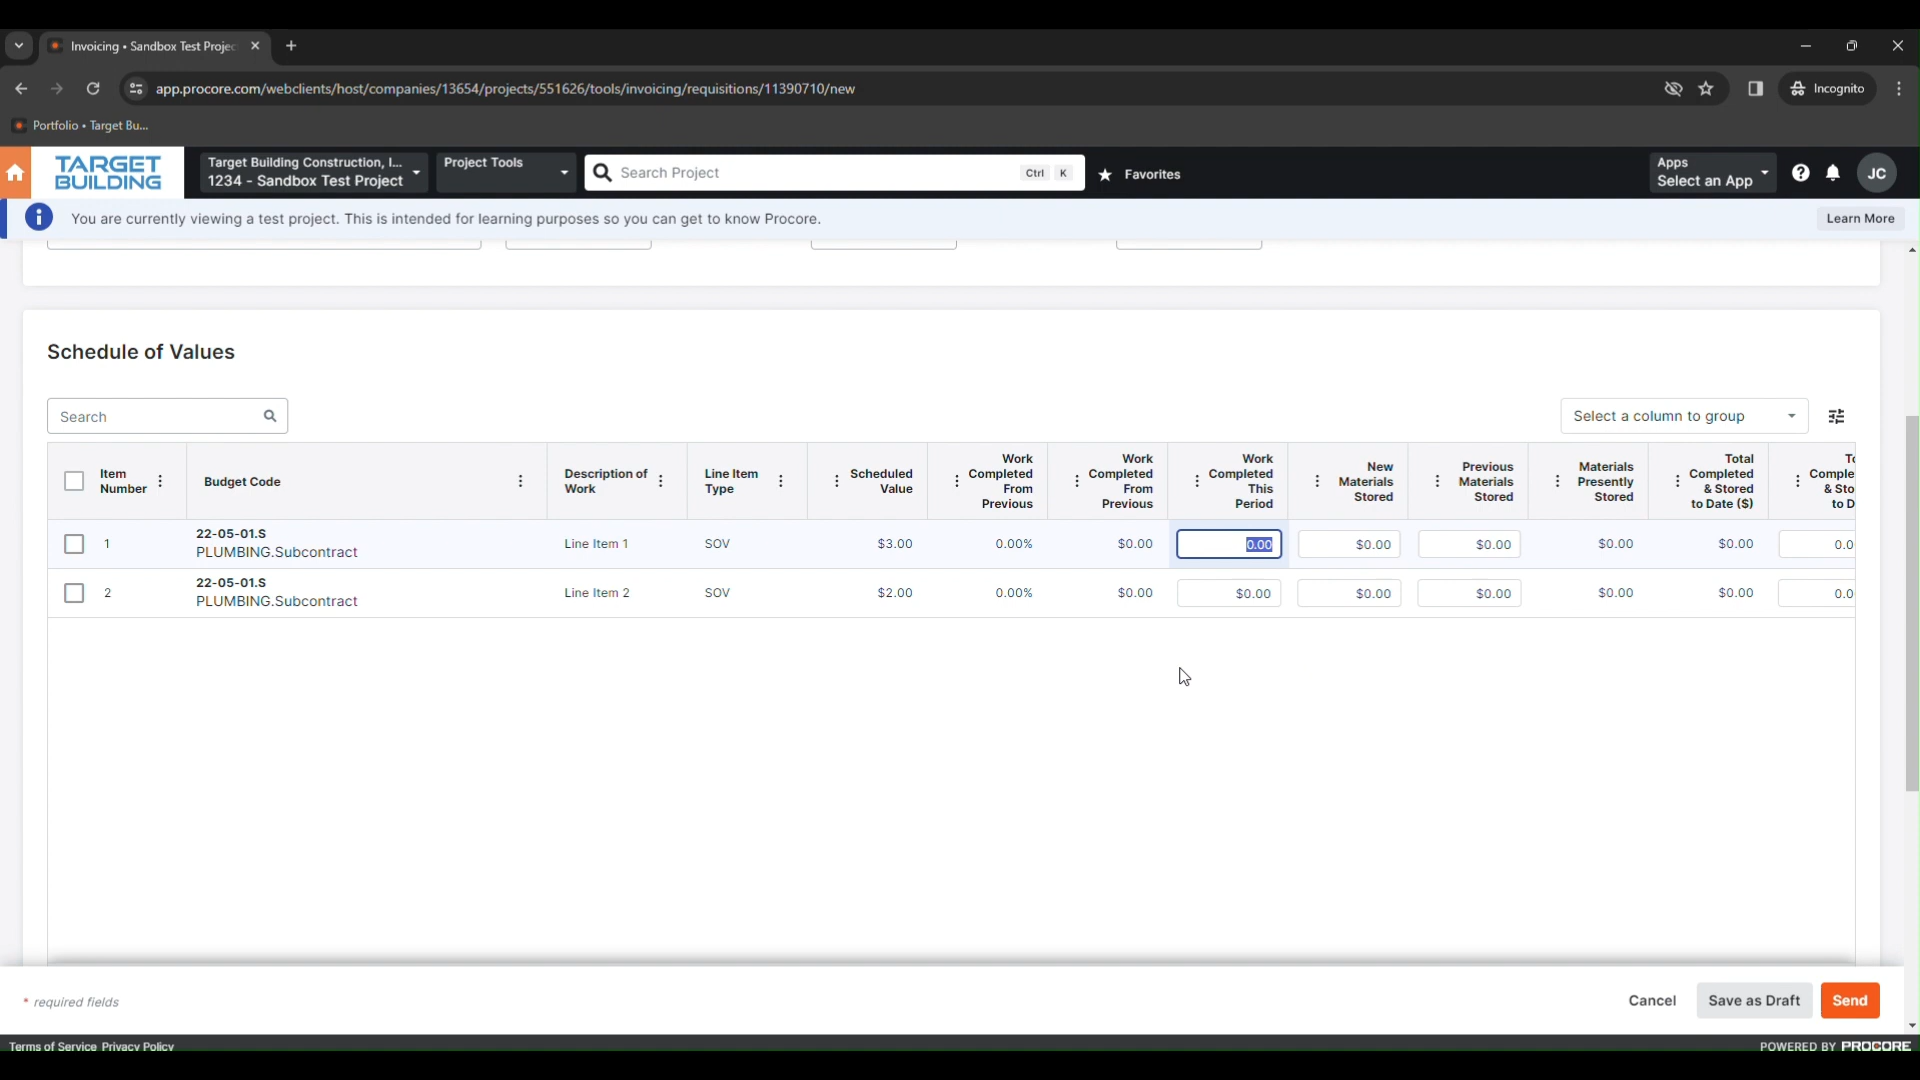 Invoicing • Sandbox Test Projec
app.procore.com/webclients/host/companies/13654/projects/551626/tools/invoicing/requisitions/11390710/new
Incognito
Portfolio • Target Bu...
TARGET
BUILDING
Target Building Construction, I...
1234 - Sandbox Test Project
Project Tools
Search Project
Ctrl K
Favorites
Apps
Select an App
JC
You are currently viewing a test project. This is intended for learning purposes so you can get to know Procore.
Learn More
Schedule of Values
Search
Select a column to group
Item
Number
Budget Code
Description of
Work
Line Item
Type
Scheduled
Value
Work
Completed
From
Previous
Work
Completed
From
Previous
Work
Completed
This
Period
New
Materials
Stored
Previous
Materials
Stored
Materials
Presently
Stored
Total
Completed
& Stored
to Date ($)
To
Comple
& Sto
to D
1
22-05-01.S
PLUMBING.Subcontract
Line Item 1
SOV
$3.00
0.00%
$0.00
0.00
$0.00
$0.00
$0.00
$0.00
0.0
2
22-05-01.S
PLUMBING.Subcontract
Line Item 2
SOV
$2.00
0.00%
$0.00
$0.00
$0.00
$0.00
$0.00
$0.00
0.0
* required fields
Cancel
Save as Draft
Send
Terms of Service Privacy Policy
POWERED BY PROCORE